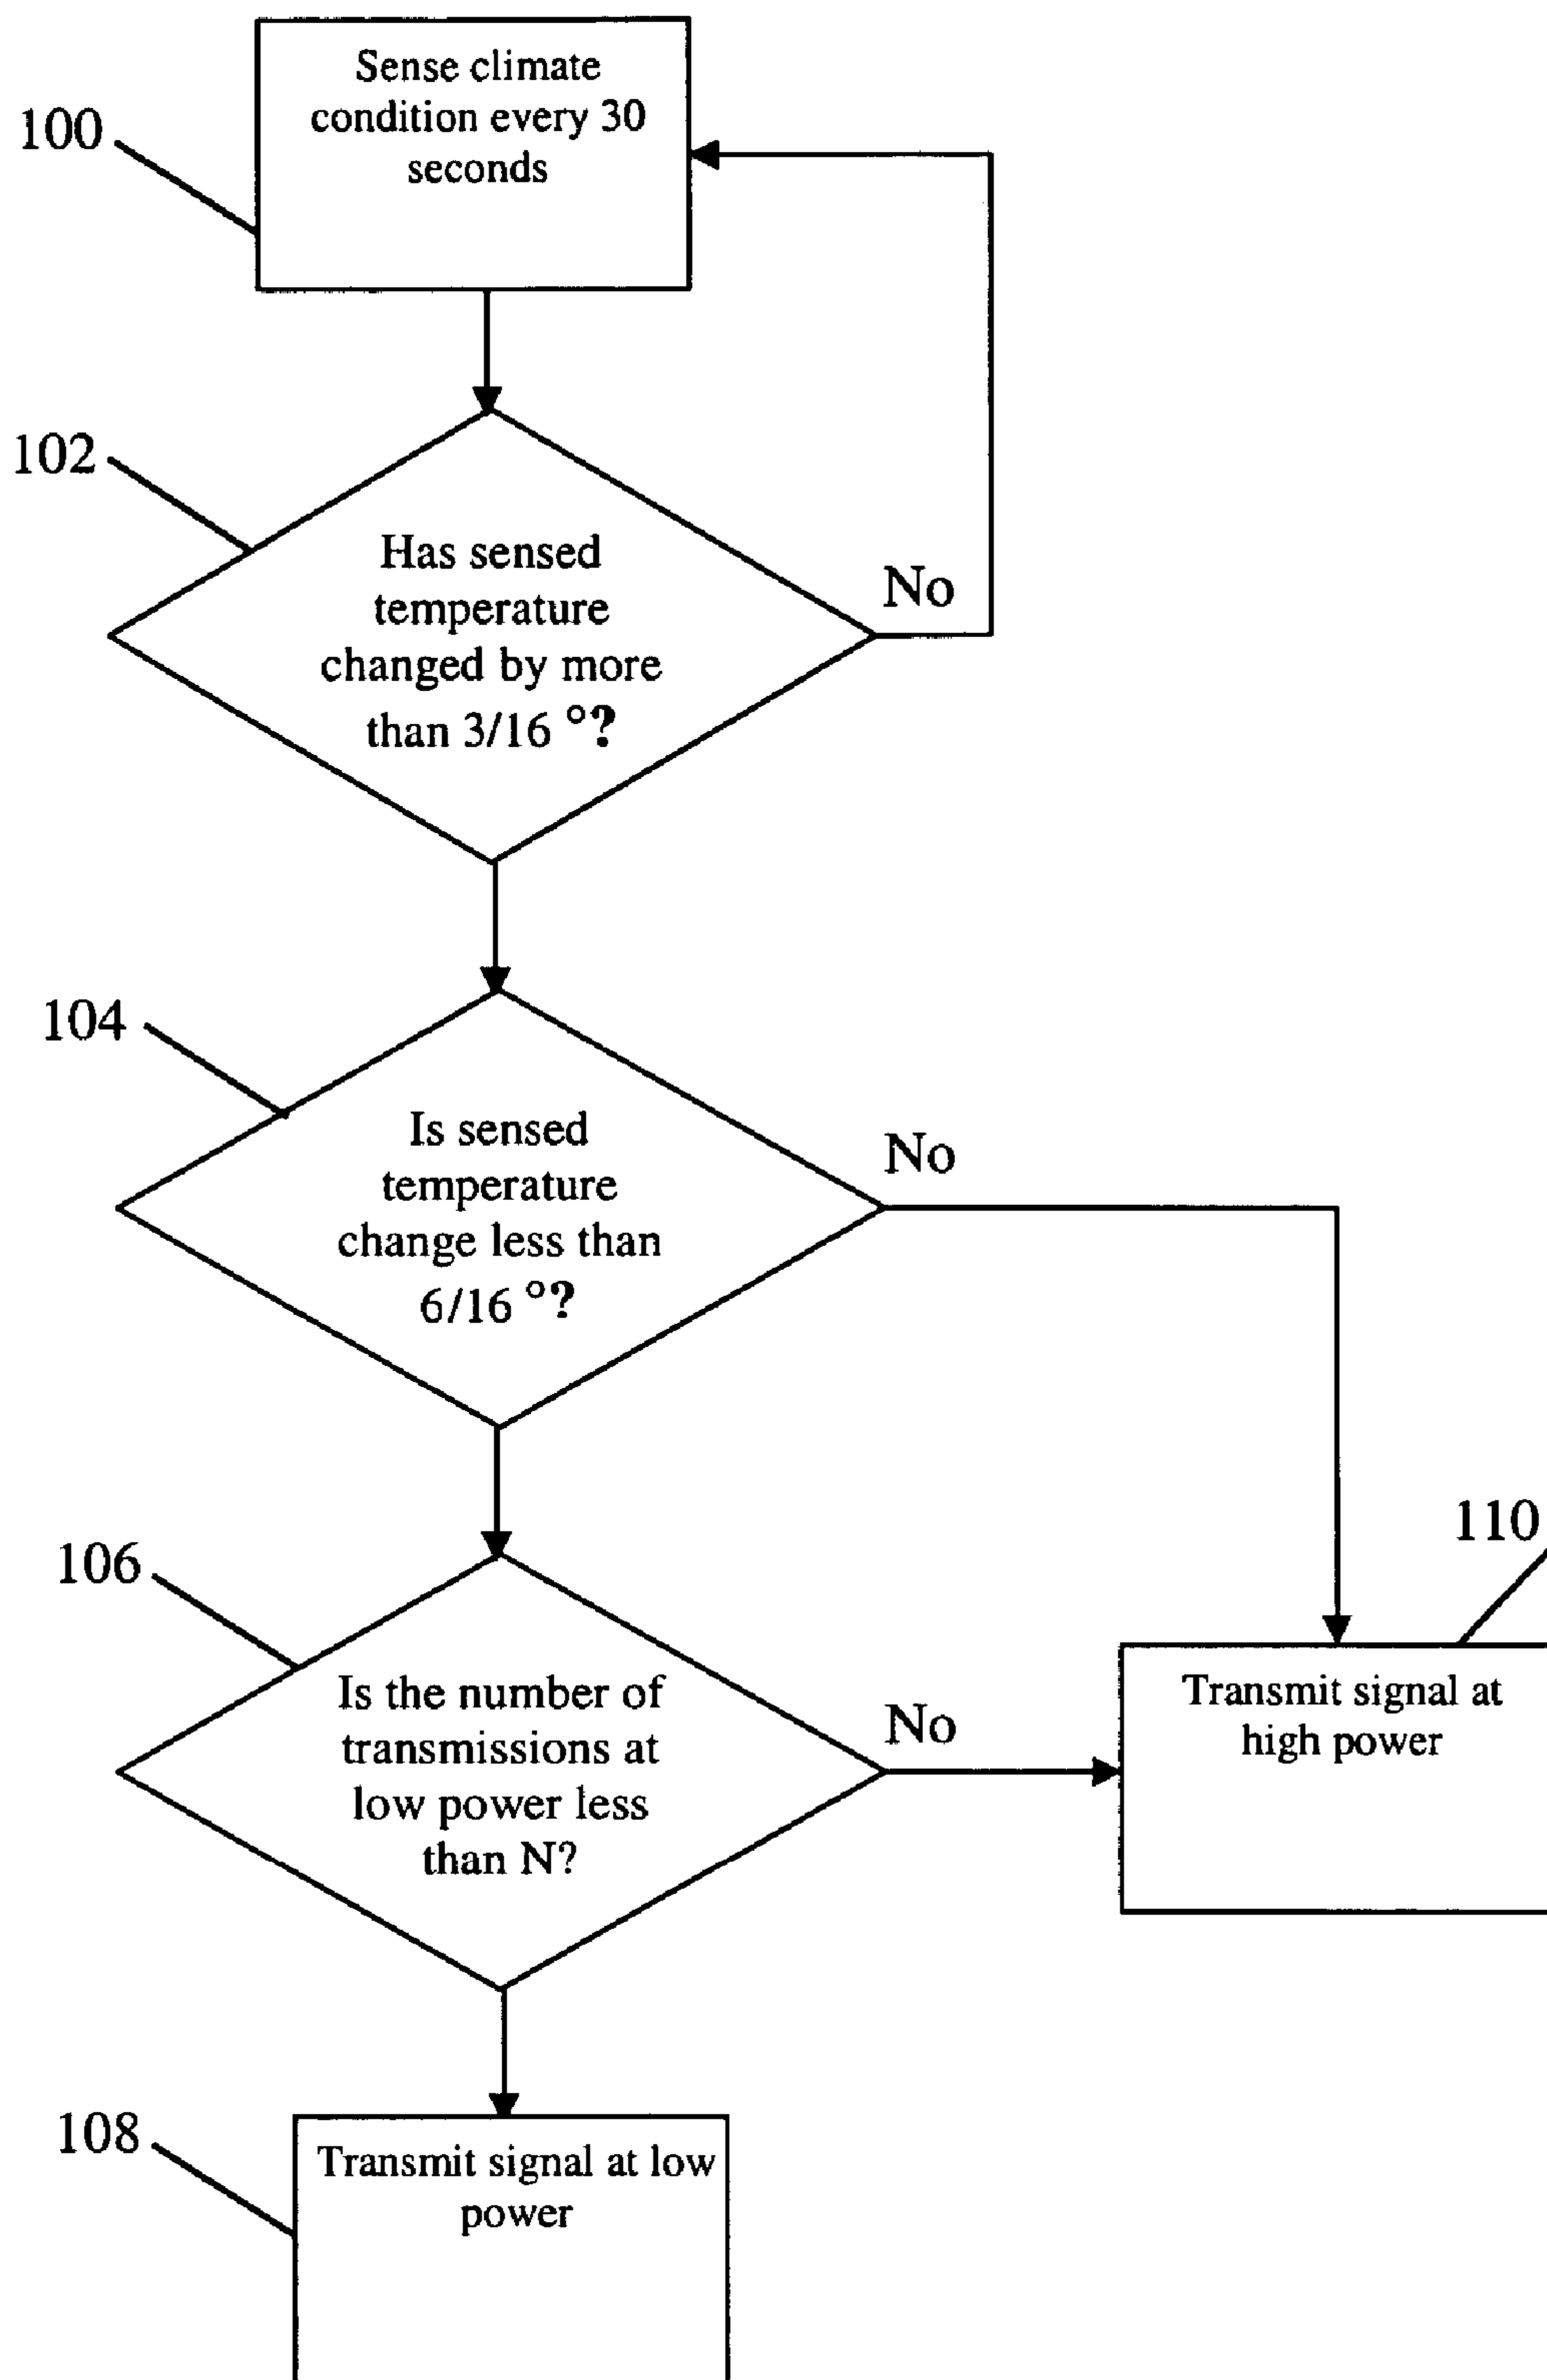 Sense climate
condition every 30
seconds
100
102
Has sensed
temperature
changed by more
than 3/16 °?
No
104
Is sensed
temperature
change less than
6/16 °?
No
106
Is the number of
transmissions at
low power less
than N?
No
110
Transmit signal at
high power
108
Transmit signal at low
power